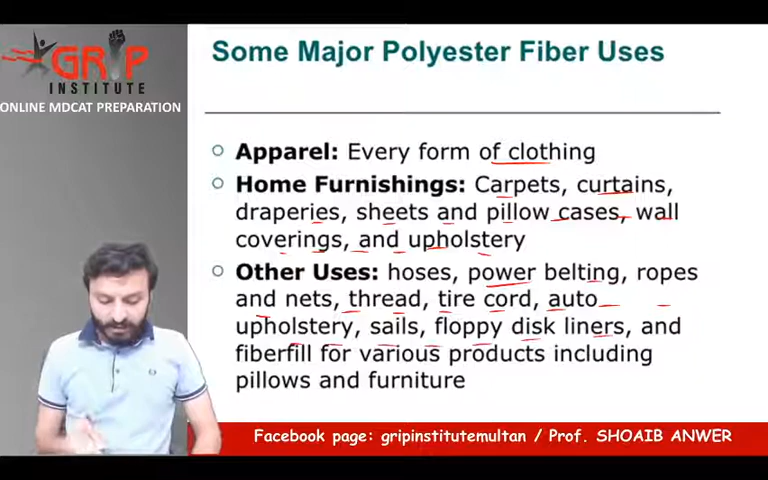 GRIP
INSTITUTE
ONLINE MDCAT PREPARATION
Some Major Polyester Fiber Uses
Apparel: Every form of clothing
Home Furnishings: Carpets, curtains,
draperies, sheets and pillow cases, wall
coverings, and upholstery
Other Uses: hoses, power belting, ropes
and nets, thread, tire cord, auto
upholstery, sails, floppy disk liners, and
fiberfill for various products including
pillows and furniture
Facebook page: gripinstitutemultan / Prof. SHOAIB ANWER